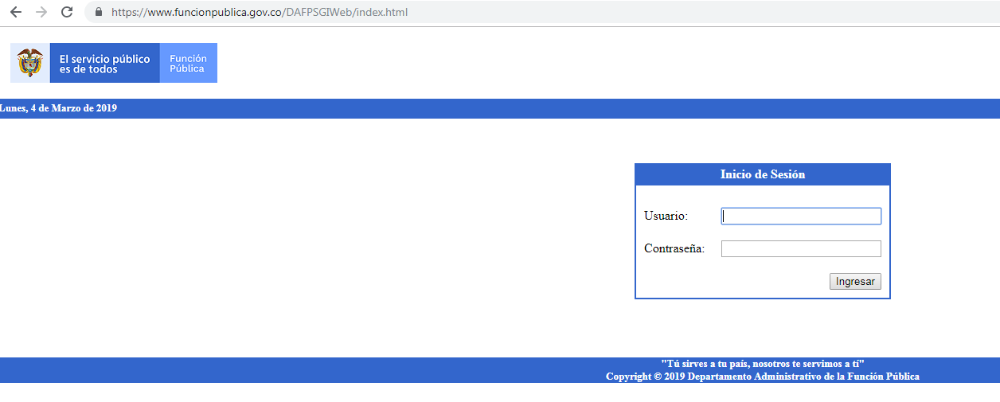 https://www.funcionpublica.gov.co/DAFPSGIWeb/index.html
El servicio público
es de todos
Función
Pública
Lunes, 4 de Marzo de 2019
Inicio de Sesión
Usuario:
Contraseña:
Ingresar
"Tú sirves a tu país, nosotros te servimos a tí"
Copyright © 2019 Departamento Administrativo de la Función Pública